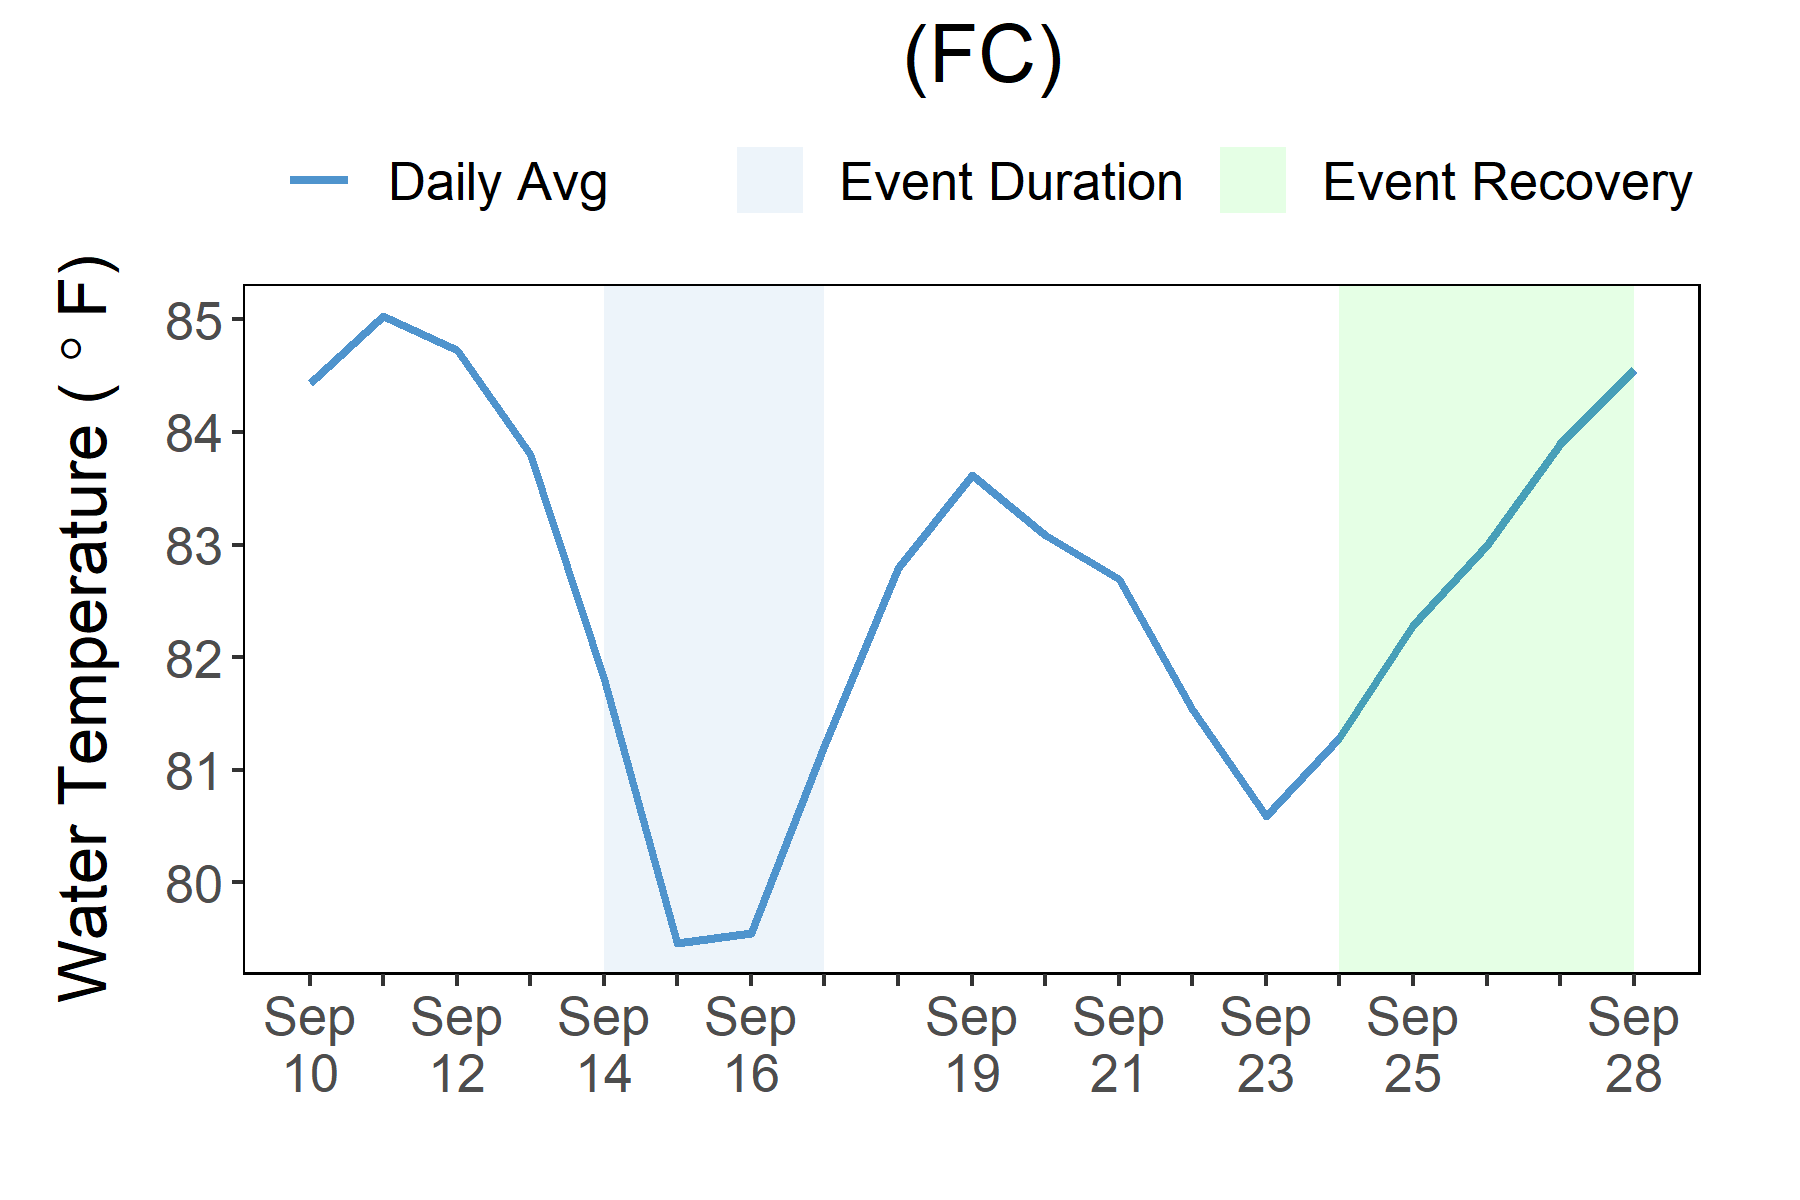 (FC)
Daily Avg
Event Duration
Event Recovery
Water Temperature ( ° F)
85
84
83
82
81
80
Sep 10
Sep 12
Sep 14
Sep 16
Sep 19
Sep 21
Sep 23
Sep 25
Sep 28